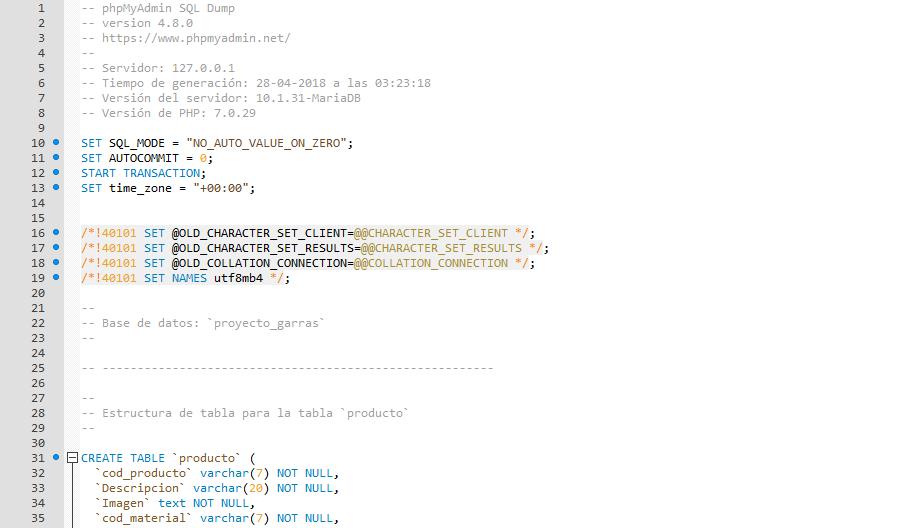 1 -- phpMyAdmin SQL Dump
2 -- version 4.8.0
3 -- https://www.phpmyadmin.net/
4 --
5 -- Servidor: 127.0.0.1
6 -- Tiempo de generación: 28-04-2018 a las 03:23:18
7 -- Versión del servidor: 10.1.31-MariaDB
8 -- Versión de PHP: 7.0.29
9
10 SET SQL_MODE = "NO_AUTO_VALUE_ON_ZERO";
11 SET AUTOCOMMIT = 0;
12 START TRANSACTION;
13 SET time_zone = "+00:00";
14
15
16 /*!40101 SET @OLD_CHARACTER_SET_CLIENT=@@CHARACTER_SET_CLIENT */;
17 /*!40101 SET @OLD_CHARACTER_SET_RESULTS=@@CHARACTER_SET_RESULTS */;
18 /*!40101 SET @OLD_COLLATION_CONNECTION=@@COLLATION_CONNECTION */;
19 /*!40101 SET NAMES utf8mb4 */;
20
21 --
22 -- Base de datos: `proyecto_garras`
23 --
24
25 -- --------------------------------------------------------
26
27 --
28 -- Estructura de tabla para la tabla `producto`
29 --
30
31 CREATE TABLE `producto` (
32 `cod_producto` varchar(7) NOT NULL,
33 `Descripcion` varchar(20) NOT NULL,
34 `Imagen` text NOT NULL,
35 `cod_material` varchar(7) NOT NULL,